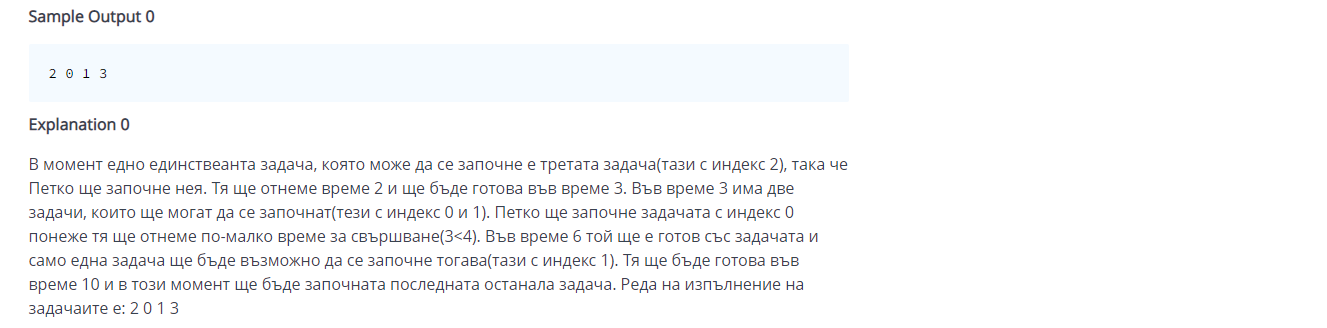 Sample Output 0
2 0 1 3
Explanation 0
В момент едно единствеанта задача, която може да се започне е третата задача(тази с индекс 2), така че
Петко ще започне нея. Тя ще отнеме време 2 и ще бъде готова във време 3. Във време 3 има две
задачи, които ще могат да се започнат(тези с индекс 0 и 1). Петко ще започне задачата с индекс 0
понеже тя ще отнеме по-малко време за свършване(3<4). Във време 6 той ще е готов със задачата и
само една задача ще бъде възможно да се започне тогава(тази с индекс 1). Тя ще бъде готова във
време 10 и в този момент ще бъде започната последната останала задача. Реда на изпълнение на
задачаите е: 2 0 1 3